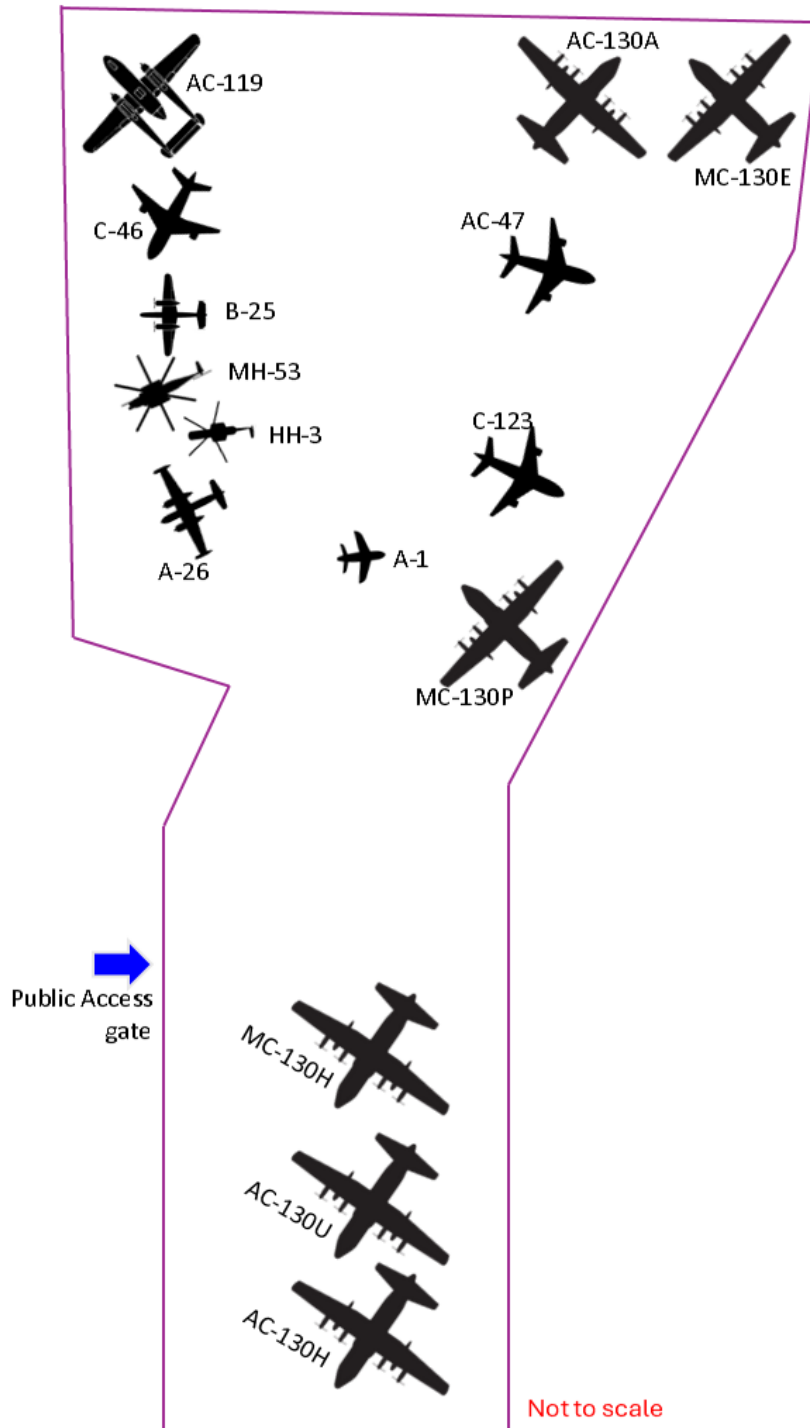 AC-130A
AC-119
MC-130E
AC-47
C-46
B-25
MH-53
C-123
HH-3
A-1
A-26
MC-130P
Public Access
gate
MC-130H
AC-130U
AC-130H
Not to scale